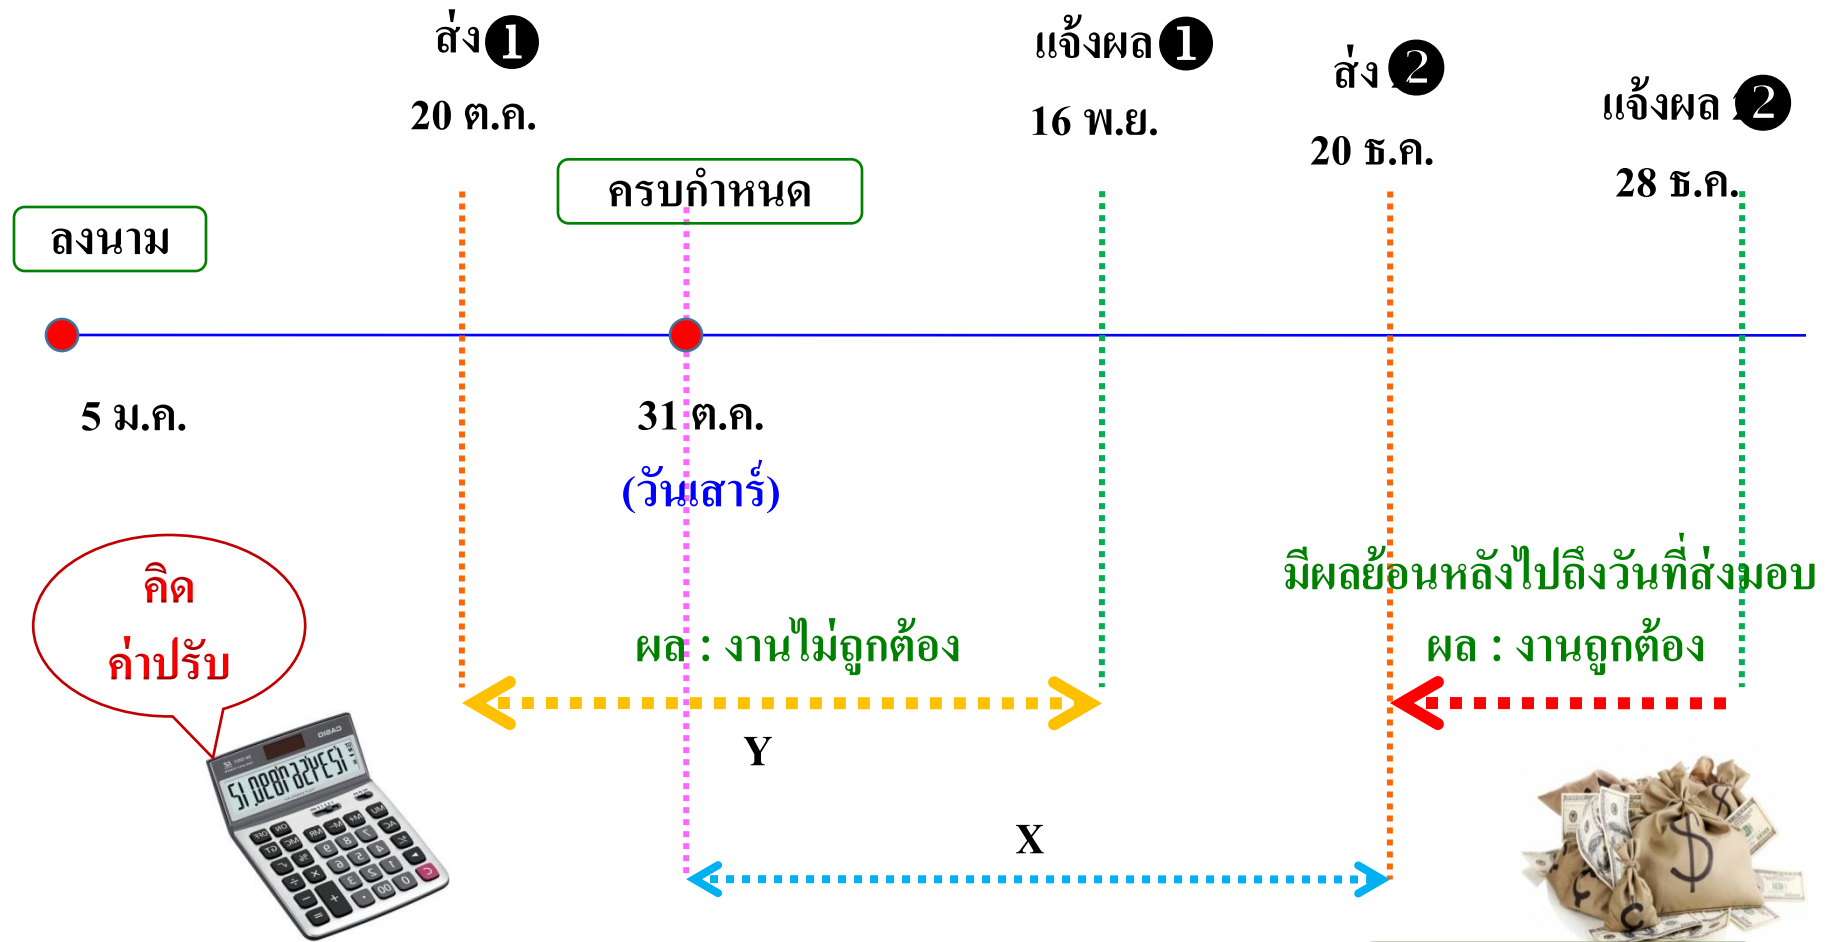 ส่ง 1
20 ต.ค.
แจ้งผล 1
16 พ.ย.
ส่ง 2
20 ธ.ค.
แจ้งผล 2
28 ธ.ค.
ลงนาม
ครบกำหนด
5 ม.ค.
31 ต.ค.
(วันเสาร์)
คิด
ค่าปรับ
ผล : งานไม่ถูกต้อง
มีผลย้อนหลังไปถึงวันที่ส่งมอบ
ผล : งานถูกต้อง
Y
X
CASIO